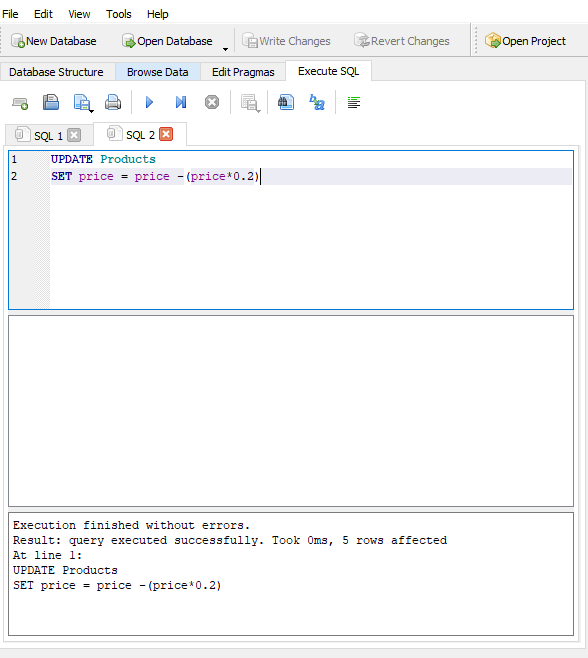 File Edit View Tools Help
New Database Open Database Write Changes Revert Changes Open Project
Database Structure Browse Data Edit Pragmas Execute SQL
SQL 1 SQL 2
1 UPDATE Products
2 SET price = price -(price*0.2)
Execution finished without errors.
Result: query executed successfully. Took 0ms, 5 rows affected
At line 1:
UPDATE Products
SET price = price -(price*0.2)